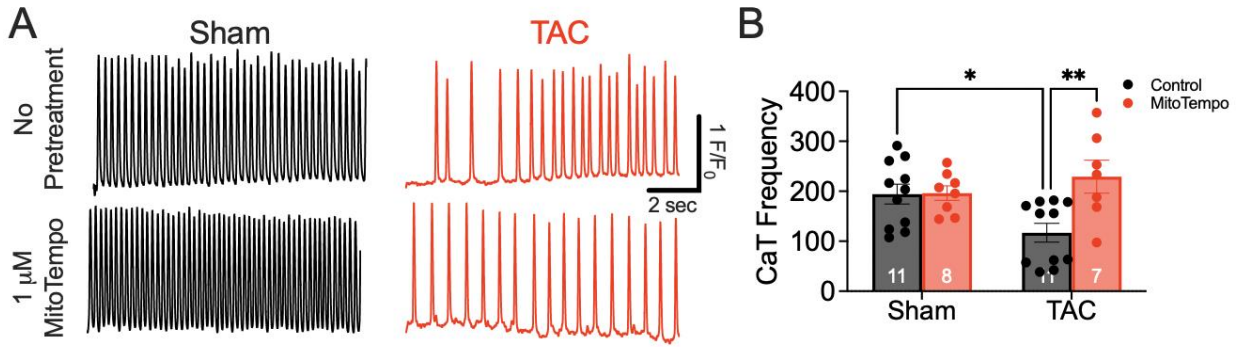 A
Sham
TAC
No
Pretreatment
1 µM
MitoTempo
1 F/F0
2 sec
B
*
**
Control
MitoTempo
CaT Frequency
400
300
200
100
0
11
8
11
7
Sham
TAC